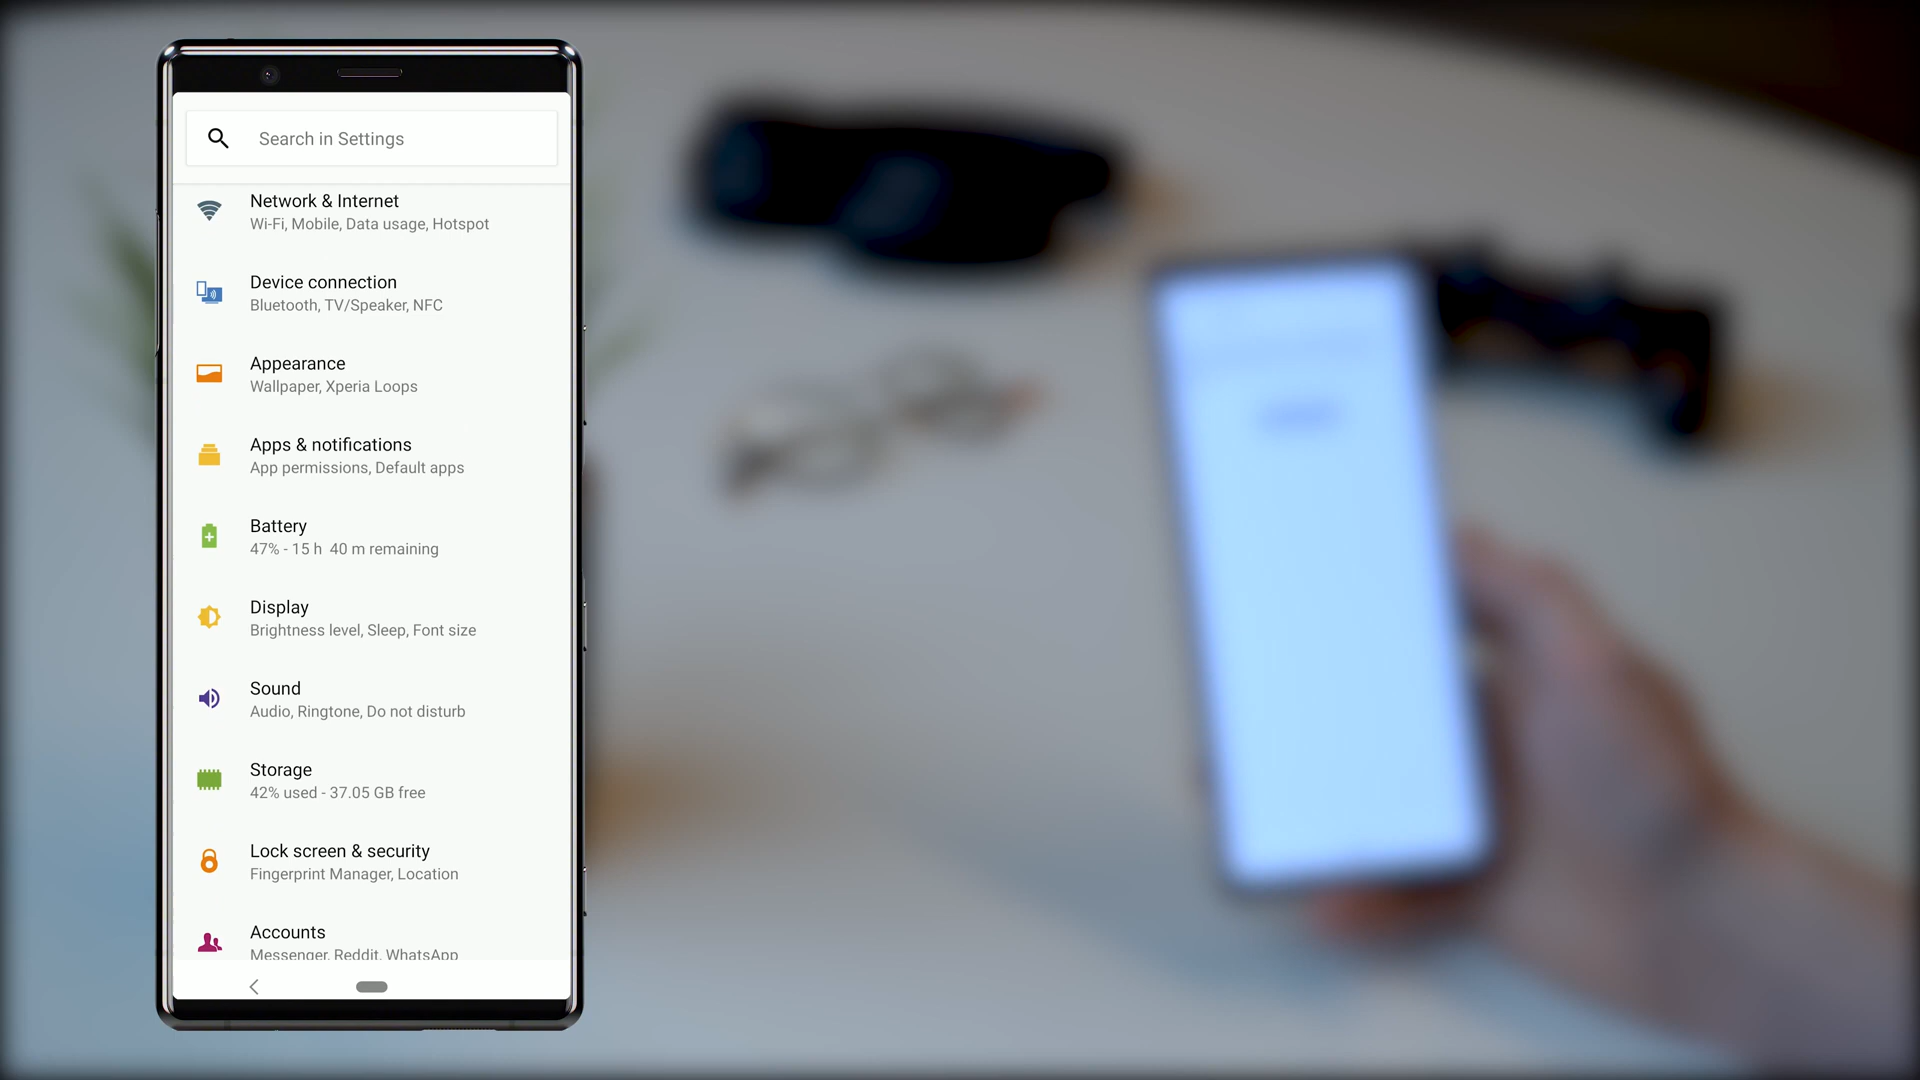 Search in Settings
Network & Internet
Wi-Fi, Mobile, Data usage, Hotspot
Device connection
Bluetooth, TV/Speaker, NFC
Appearance
Wallpaper, Xperia Loops
Apps & notifications
App permissions, Default apps
Battery
47% - 15 h 40 m remaining
Display
Brightness level, Sleep, Font size
Sound
Audio, Ringtone, Do not disturb
Storage
42% used - 37.05 GB free
Lock screen & security
Fingerprint Manager, Location
Accounts
Messenger, Reddit, WhatsApp